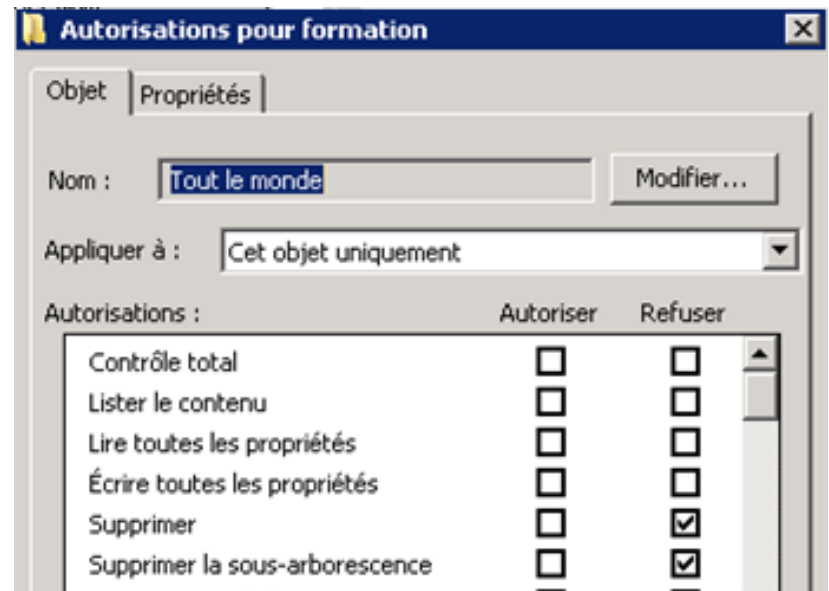 Autorisations pour formation
Objet Propriétés
Nom : Tout le monde Modifier...
Appliquer à : Cet objet uniquement
Autorisations : Autoriser Refuser
Contrôle total
Lister le contenu
Lire toutes les propriétés
Écrire toutes les propriétés
Supprimer
Supprimer la sous-arborescence